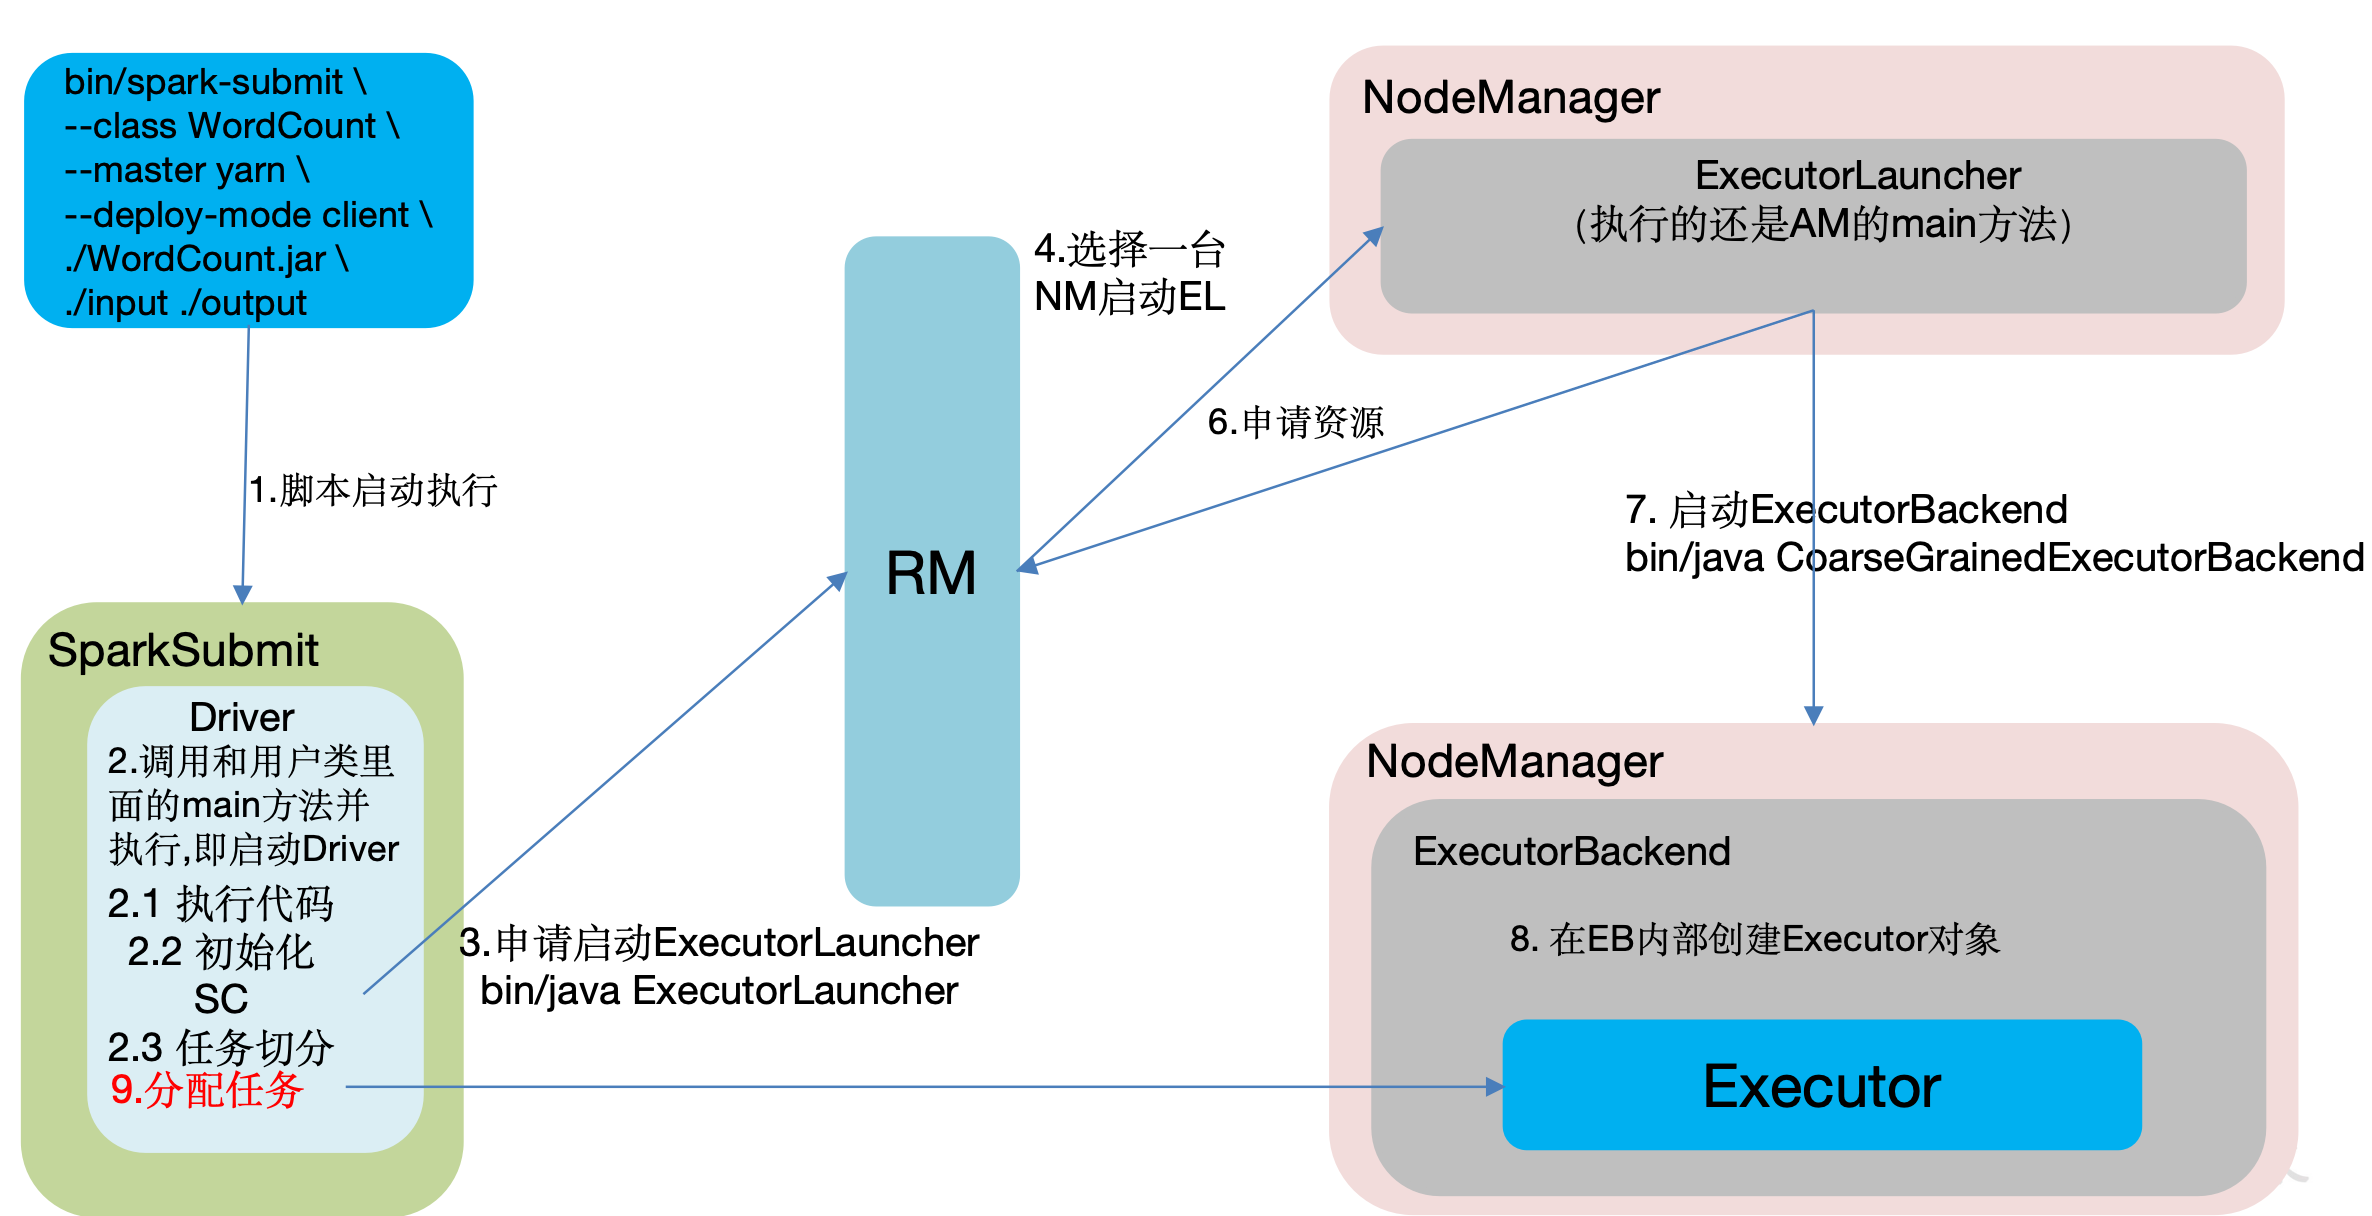 bin/spark-submit \
--class WordCount \
--master yarn \
--deploy-mode client \
./WordCount.jar \
./input ./output
1.脚本启动执行
SparkSubmit
Driver
2.调用和用户类里
面的main方法并
执行,即启动Driver
2.1 执行代码
2.2 初始化
SC
2.3 任务切分
9.分配任务
3.申请启动ExecutorLauncher
bin/java ExecutorLauncher
RM
4.选择一台
NM启动EL
6.申请资源
NodeManager
ExecutorLauncher
(执行的还是AM的main方法)
7. 启动ExecutorBackend
bin/java CoarseGrainedExecutorBackend
NodeManager
ExecutorBackend
8. 在EB内部创建Executor对象
Executor